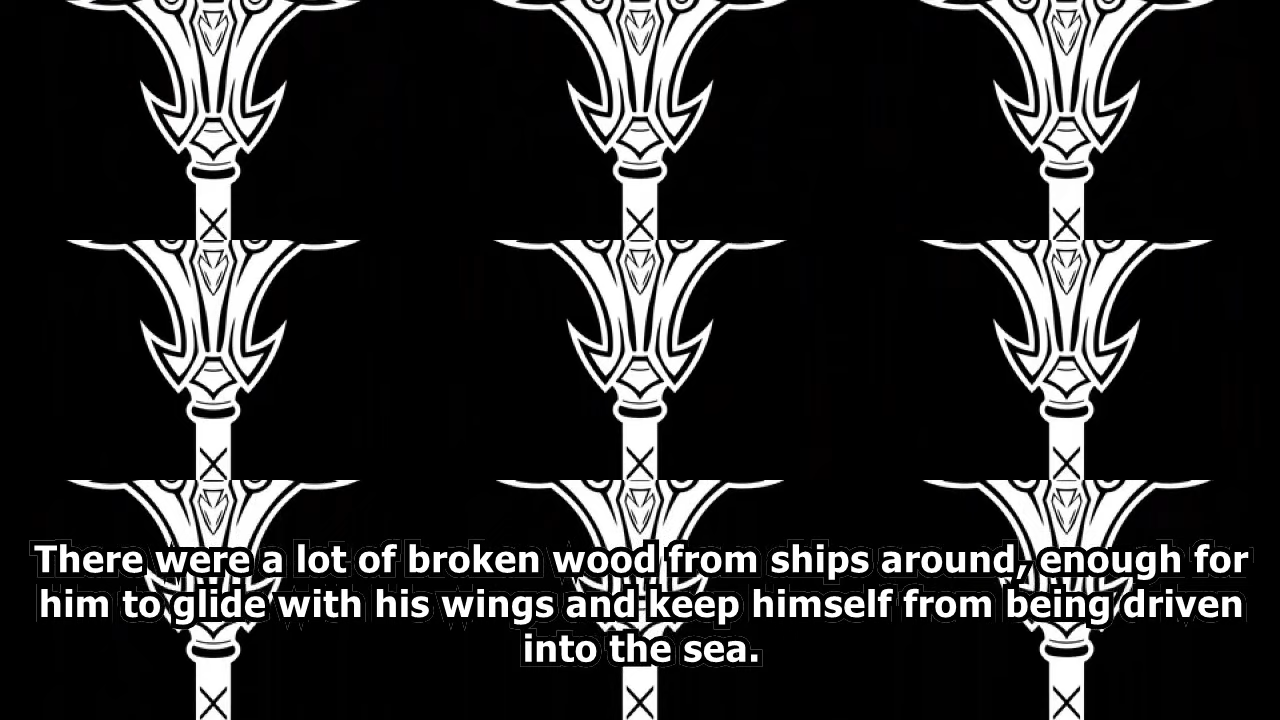 There were a lot of broken wood from ships around, enough for
him to glide with his wings and keep himself from being driven
into the sea.